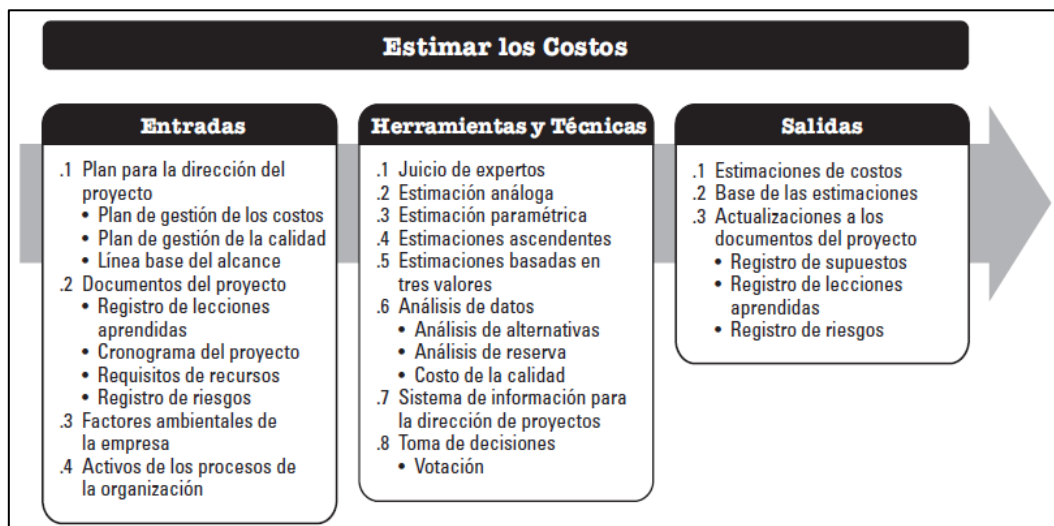 Estimar los Costos
Entradas
.1 Plan para la dirección del
proyecto
• Plan de gestión de los costos
• Plan de gestión de la calidad
• Línea base del alcance
.2 Documentos del proyecto
• Registro de lecciones
aprendidas
• Cronograma del proyecto
• Requisitos de recursos
• Registro de riesgos
.3 Factores ambientales de
la empresa
.4 Activos de los procesos de
la organización
Herramientas y Técnicas
.1 Juicio de expertos
.2 Estimación análoga
.3 Estimación paramétrica
.4 Estimaciones ascendentes
.5 Estimaciones basadas en
tres valores
.6 Análisis de datos
• Análisis de alternativas
• Análisis de reserva
• Costo de la calidad
.7 Sistema de información para
la dirección de proyectos
.8 Toma de decisiones
• Votación
Salidas
.1 Estimaciones de costos
.2 Base de las estimaciones
.3 Actualizaciones a los
documentos del proyecto
• Registro de supuestos
• Registro de lecciones
aprendidas
• Registro de riesgos